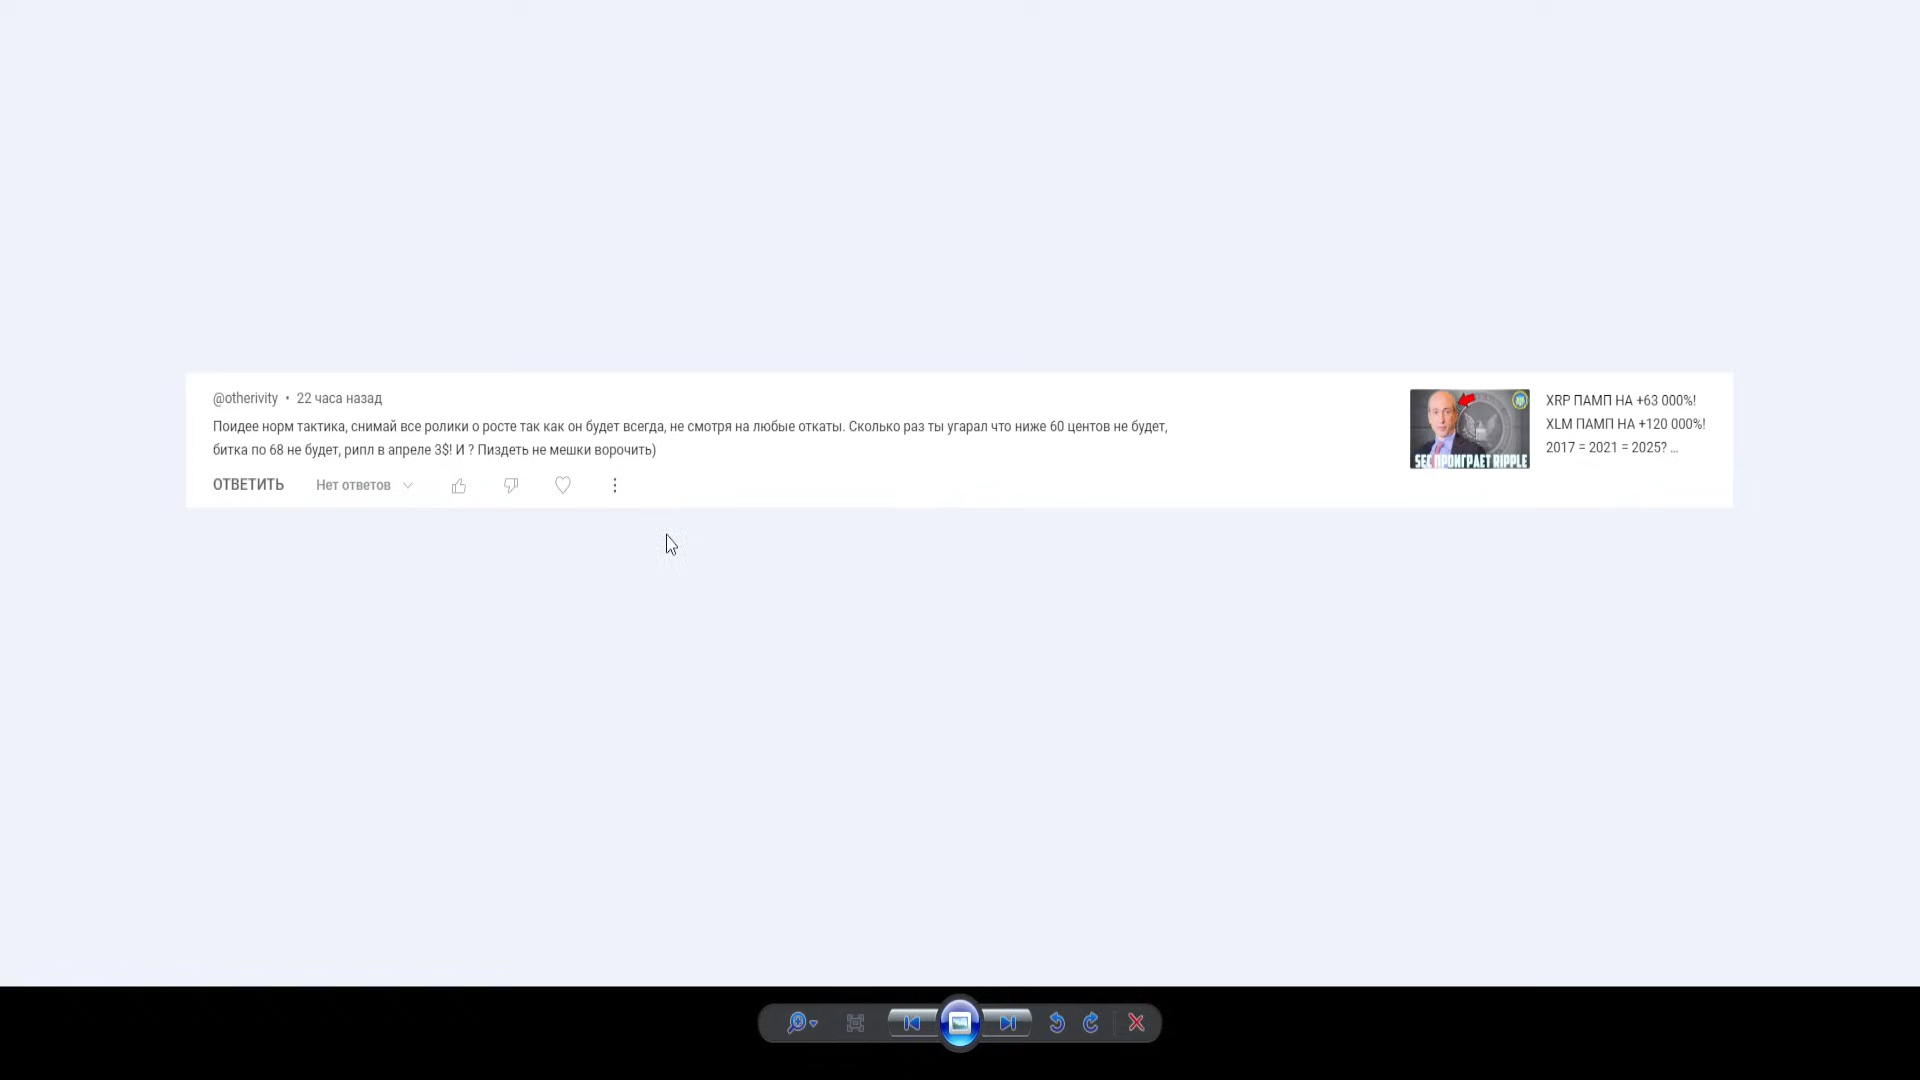 @otherivity • 22 часа назад
Поидее норм тактика, снимай все ролики о росте так как он будет всегда, не смотря на любые откаты. Сколько раз ты угарал что ниже 60 центов не будет,
битка по 68 не будет, рипл в апреле 3$! И ? Пиздеть не мешки ворочить)
ОТВЕТИТЬ Нет ответов
SEC ПРОИГРАЕТ RIPPLE
XRP ПАМП НА +63 000%!
XLM ПАМП НА +120 000%!
2017 = 2021 = 2025? ...